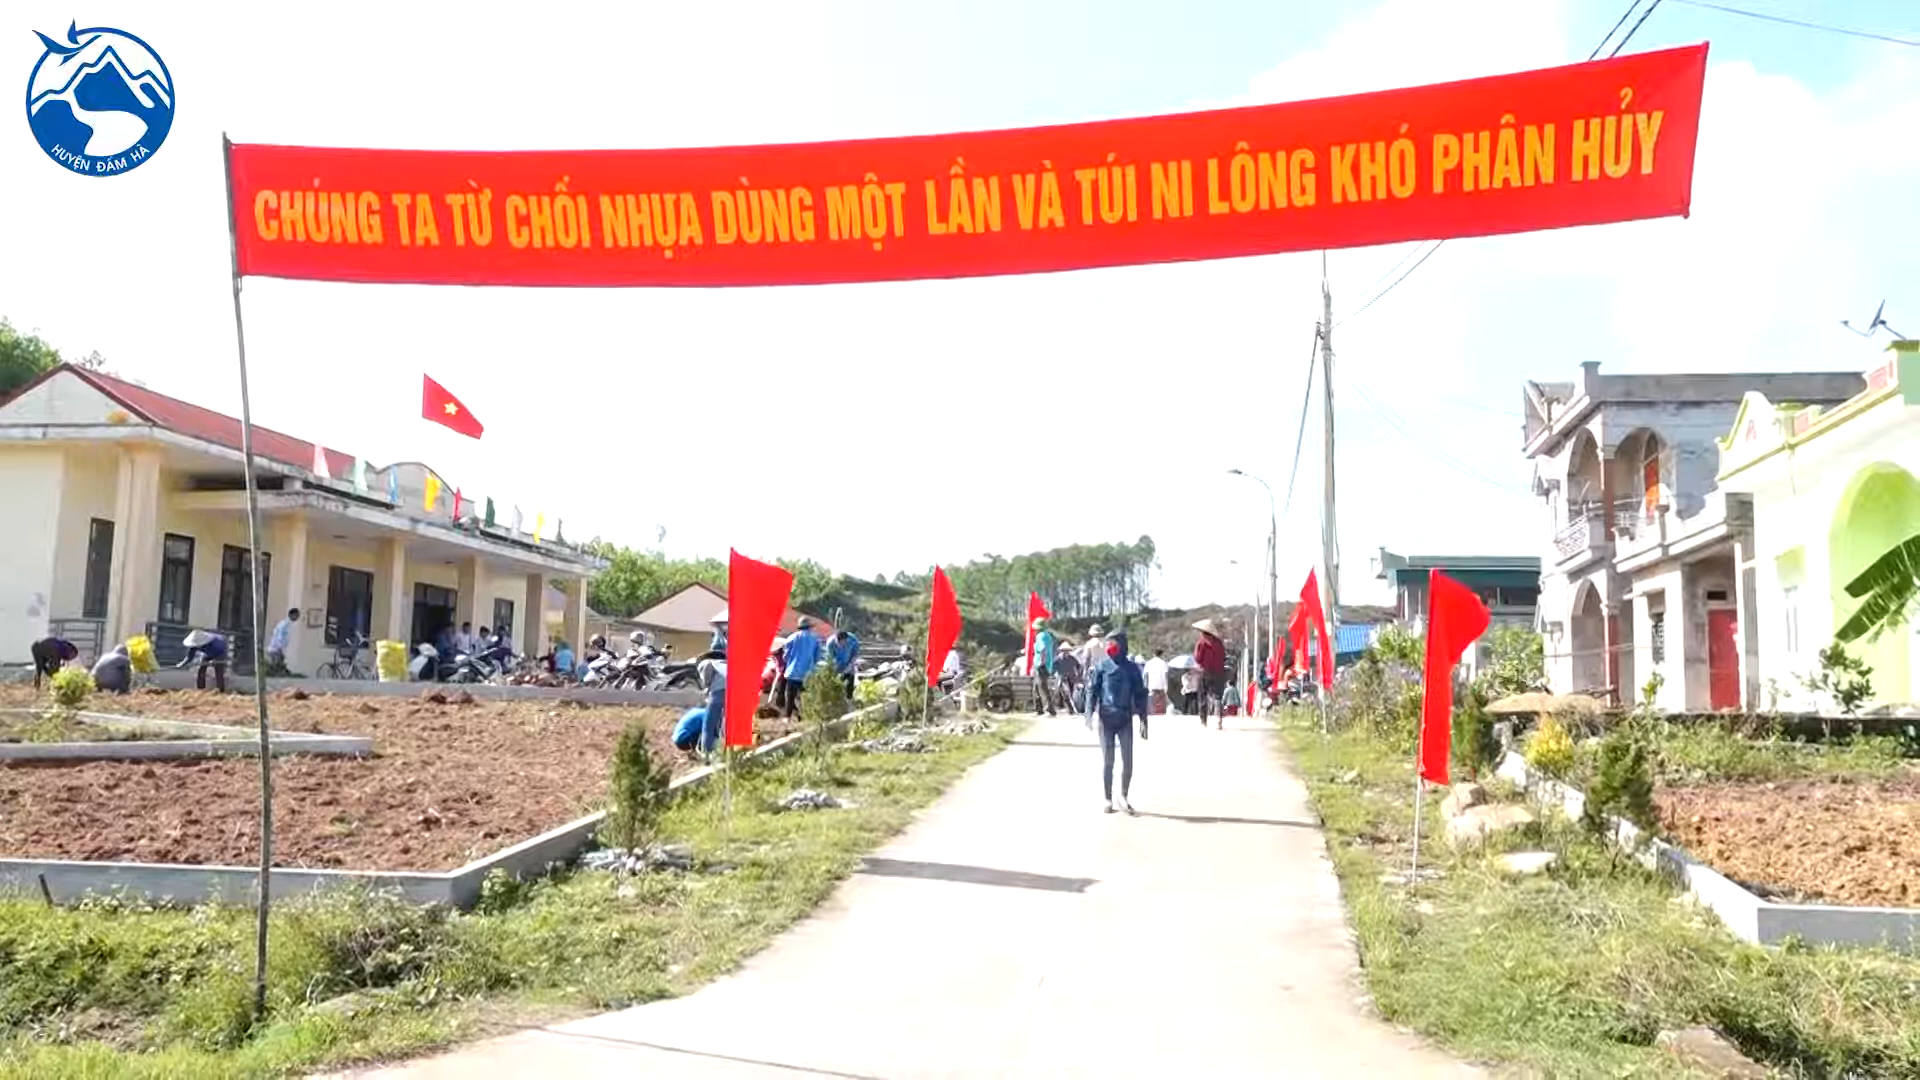 HUYỆN ĐẦM HÀ
CHÚNG TA TỪ CHỐI NHỰA DÙNG MỘT LẦN VÀ TÚI NI LÔNG KHÓ PHÂN HỦY